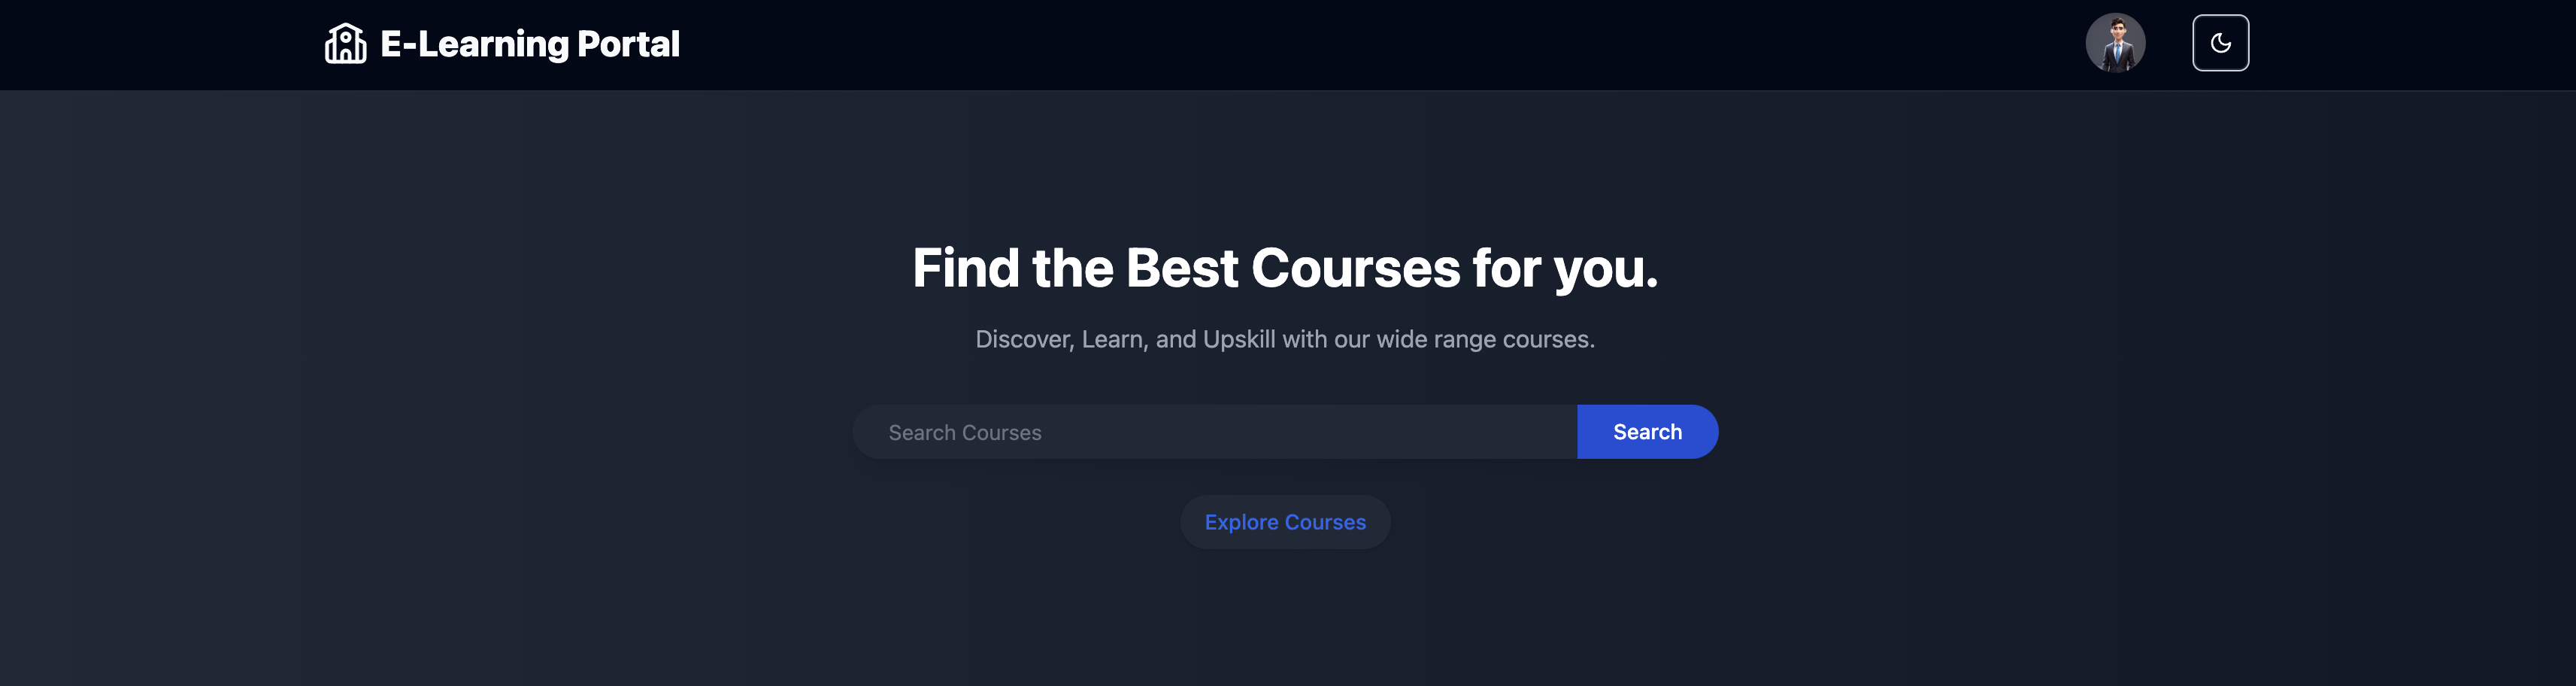 E-Learning Portal
Find the Best Courses for you.
Discover, Learn, and Upskill with our wide range courses.
Search Courses
Search
Explore Courses